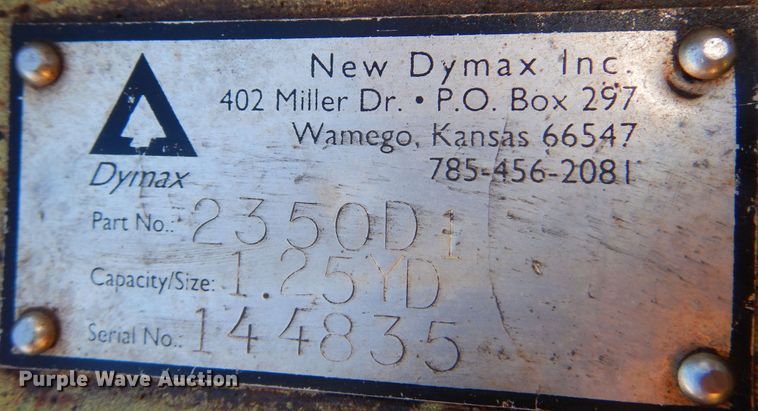 New Dymax Inc.
402 Miller Dr. • P.O. Box 297
Wamego, Kansas 66547
785-456-2081
Dymax
Part No.: 2350D1
Capacity/Size: 1.25YD
Serial No.: 144835
Purple Wave Auction